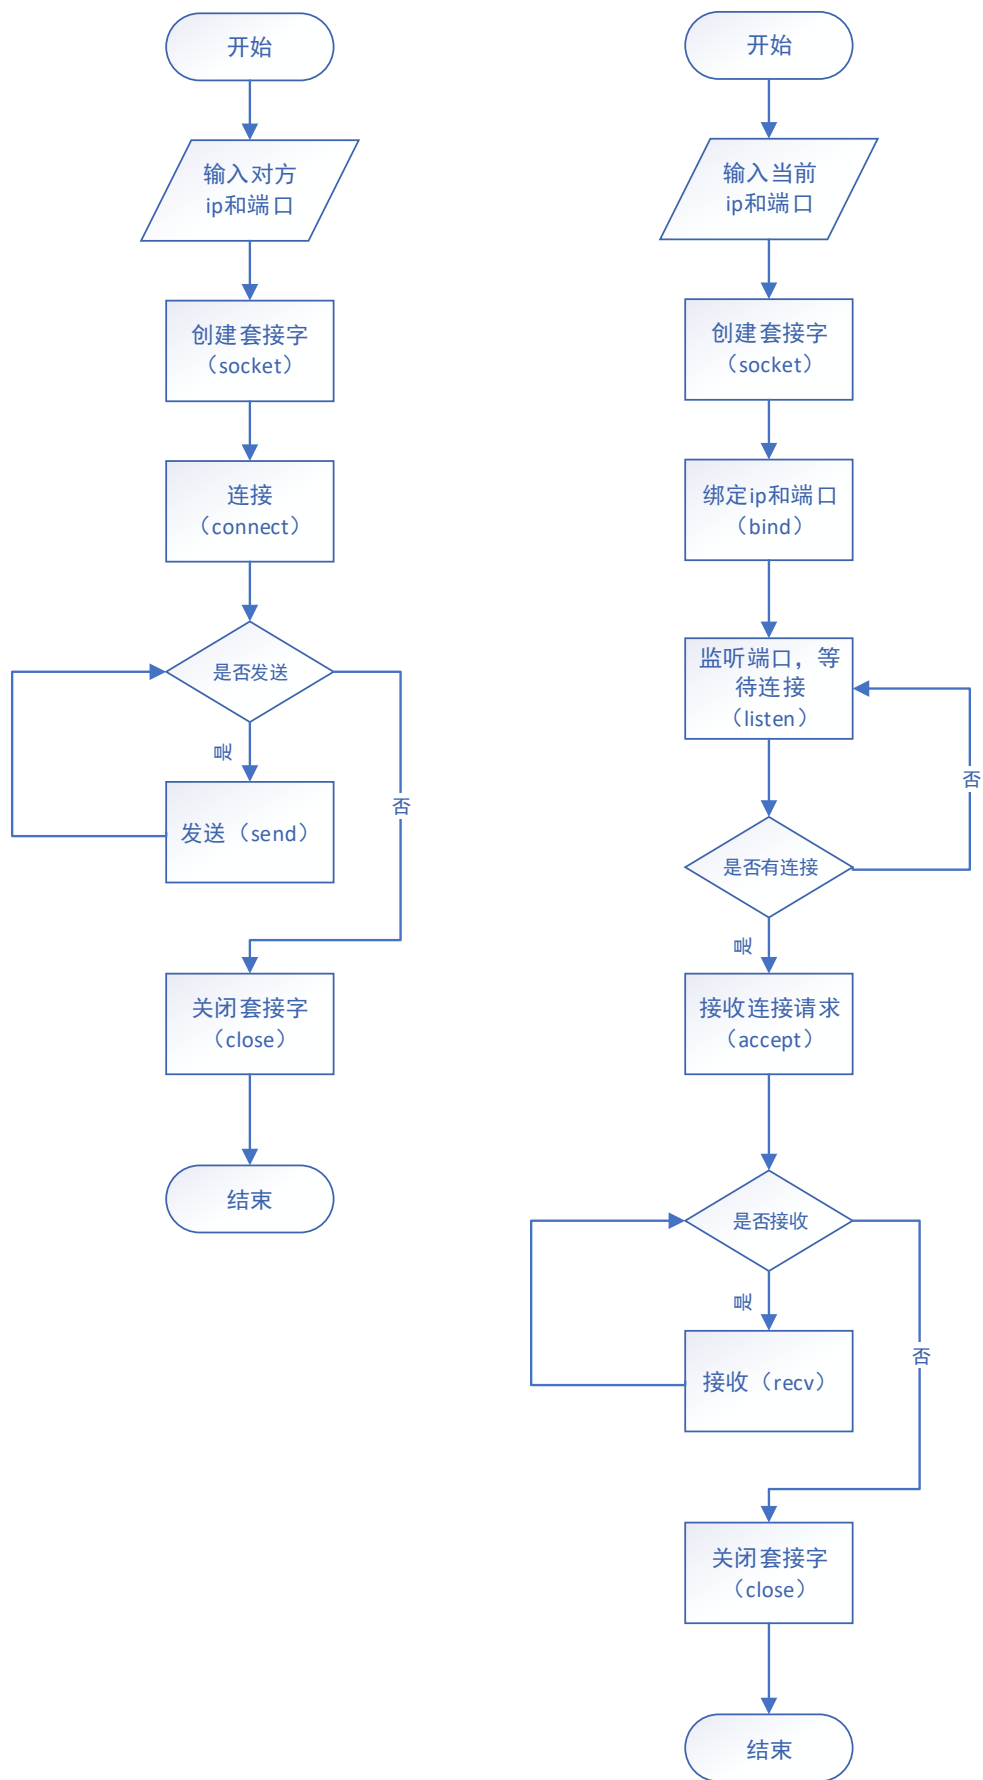 开始
输入对方
ip和端口
创建套接字
（socket）
连接
（connect）
是否发送
是
发送（send）
否
关闭套接字
（close）
结束
开始
输入当前
ip和端口
创建套接字
（socket）
绑定ip和端口
（bind）
监听端口，等
待连接
（listen）
否
是否有连接
是
接收连接请求
（accept）
是否接收
是
否
接收（recv）
关闭套接字
（close）
结束